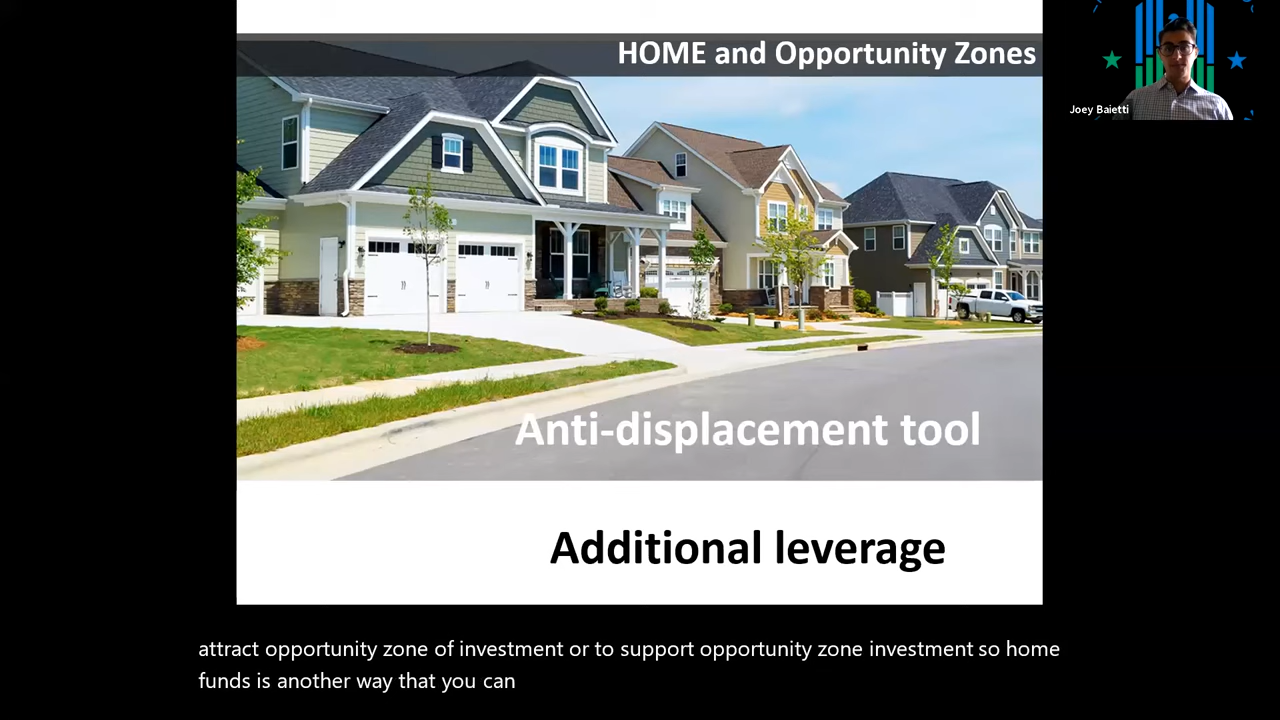 HOME and Opportunity Zones
Joey Baietti
Anti-displacement tool
Additional leverage
attract opportunity zone of investment or to support opportunity zone investment so home
funds is another way that you can